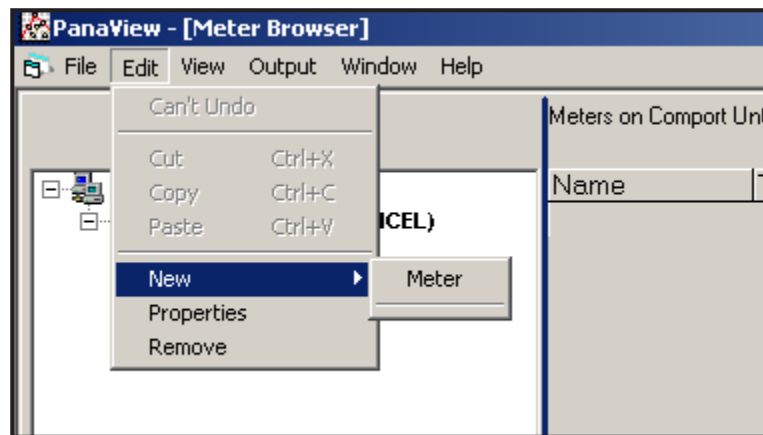 PanaView - [Meter Browser]
File Edit View Output Window Help
Can't Undo
Meters on Comport
Cut Ctrl+X
Copy Ctrl+C
Name
Paste Ctrl+V
ICEL)
New
Meter
Properties
Remove